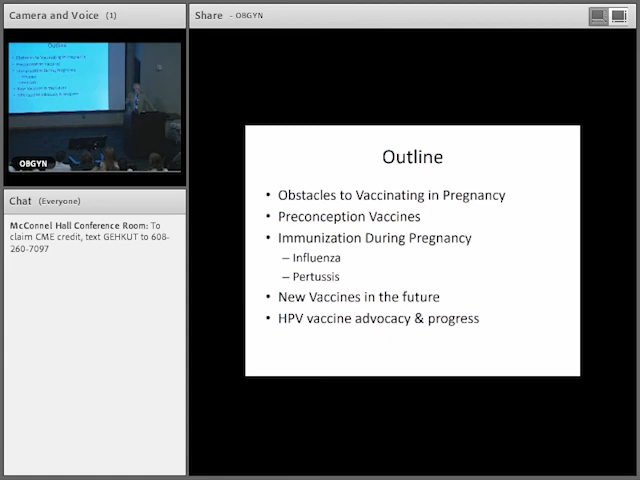 Camera and Voice (1)
Outline
OBGYN
Chat (Everyone)
McConnel Hall Conference Room: To
claim CME credit, text GEHKUT to 608-
260-7097
Share - OBGYN
Outline
• Obstacles to Vaccinating in Pregnancy
• Preconception Vaccines
• Immunization During Pregnancy
– Influenza
– Pertussis
• New Vaccines in the future
• HPV vaccine advocacy & progress